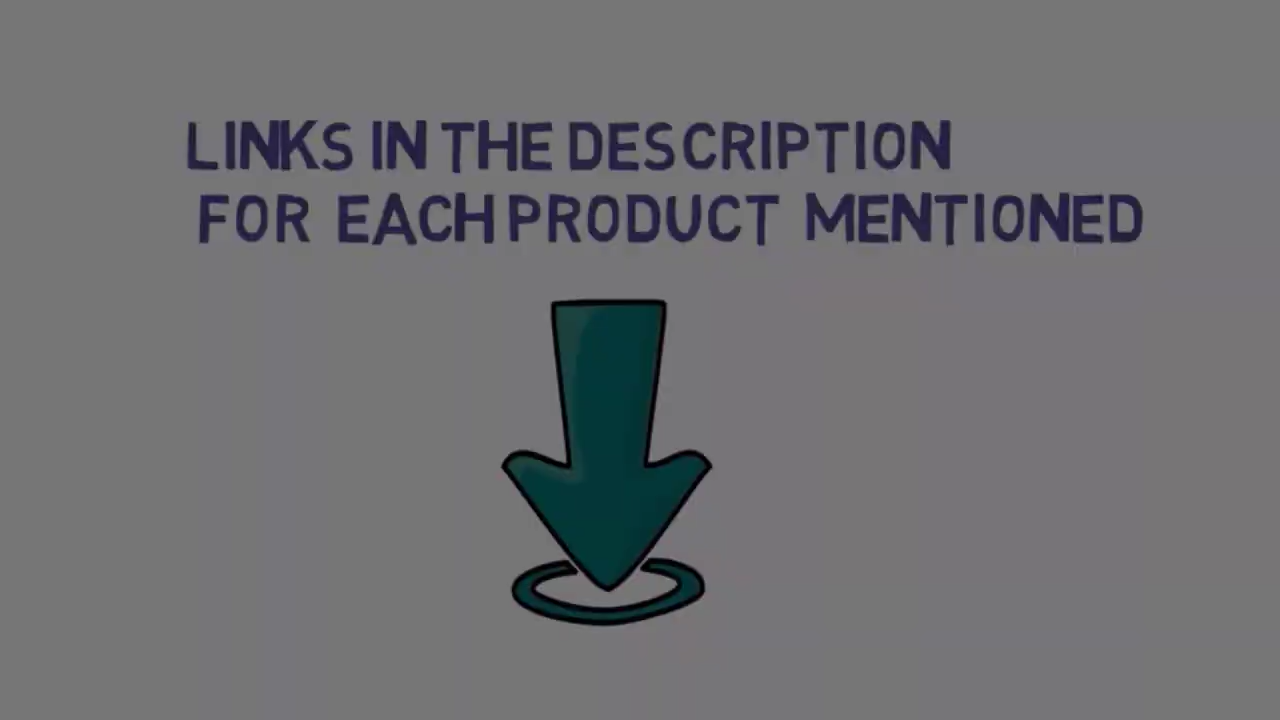 LINKS IN THE DESCRIPTION
FOR EACH PRODUCT MENTIONED